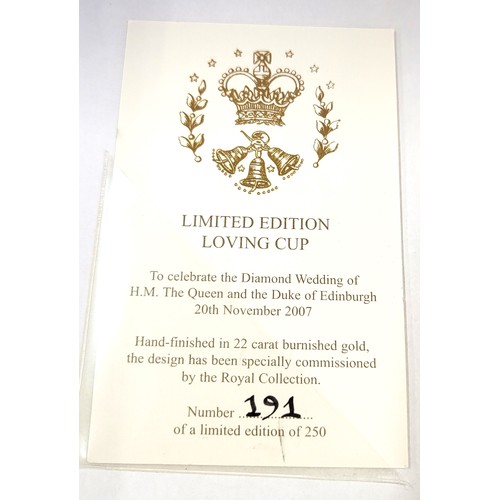 LIMITED EDITION
LOVING CUP
To celebrate the Diamond Wedding of
H.M. The Queen and the Duke of Edinburgh
20th November 2007
Hand-finished in 22 carat burnished gold,
the design has been specially commissioned
by the Royal Collection.
Number 191
of a limited edition of 250